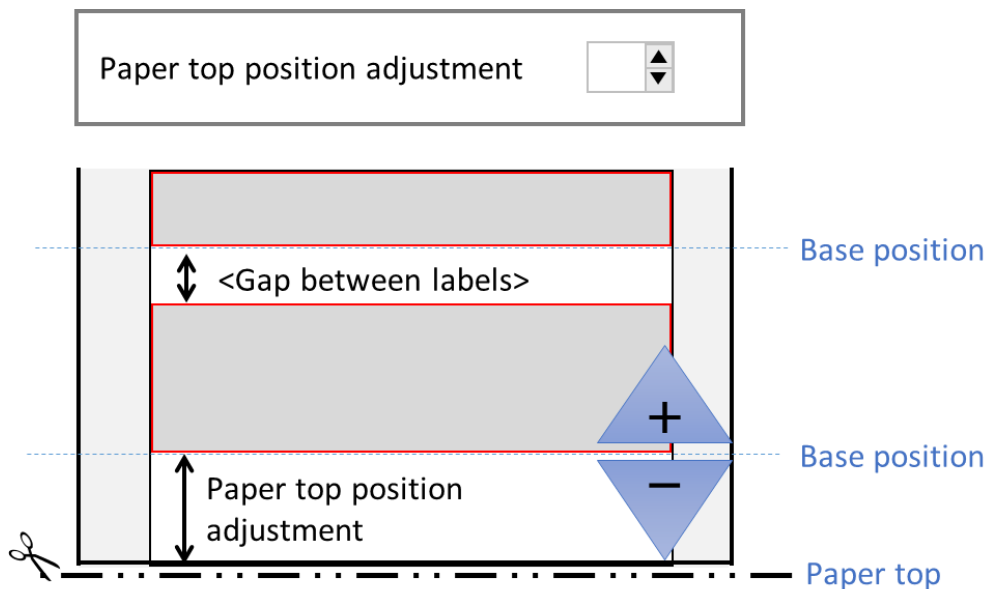 Paper top position adjustment
Base position
<Gap between labels>
+
Base position
−
Paper top position
adjustment
Paper top